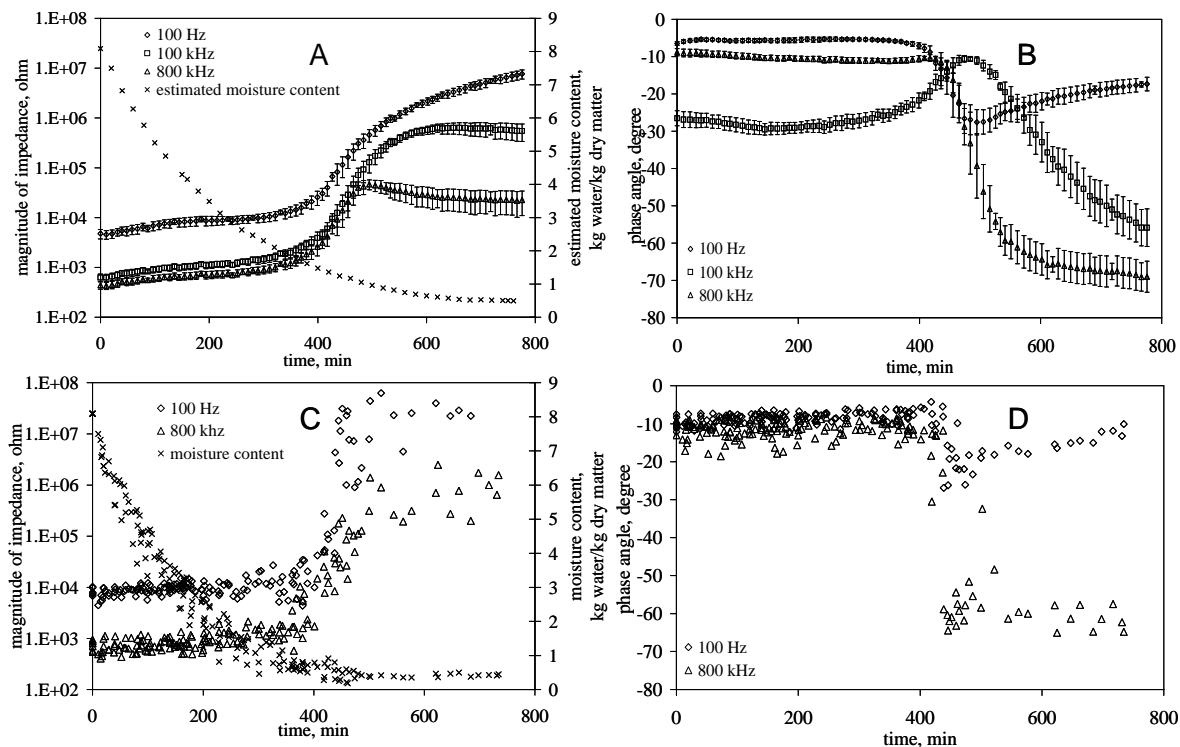 A
magnitude of impedance, ohm
1.E+08
1.E+07
1.E+06
1.E+05
1.E+04
1.E+03
1.E+02
100 Hz
100 kHz
800 kHz
estimated moisture content
9
8
7
6
5
4
3
2
1
0
estimated moisture content,
kg water/kg dry matter
0
200
400
600
800
time, min
B
phase angle, degree
0
-10
-20
-30
-40
-50
-60
-70
-80
100 Hz
100 kHz
800 kHz
0
200
400
600
800
time, min
C
magnitude of impedance, ohm
1.E+08
1.E+07
1.E+06
1.E+05
1.E+04
1.E+03
1.E+02
100 Hz
800 khz
moisture content
9
8
7
6
5
4
3
2
1
0
moisture content,
kg water/kg dry matter
0
200
400
600
800
time, min
D
phase angle, degree
0
-10
-20
-30
-40
-50
-60
-70
-80
100 Hz
800 kHz
0
200
400
600
800
time, min